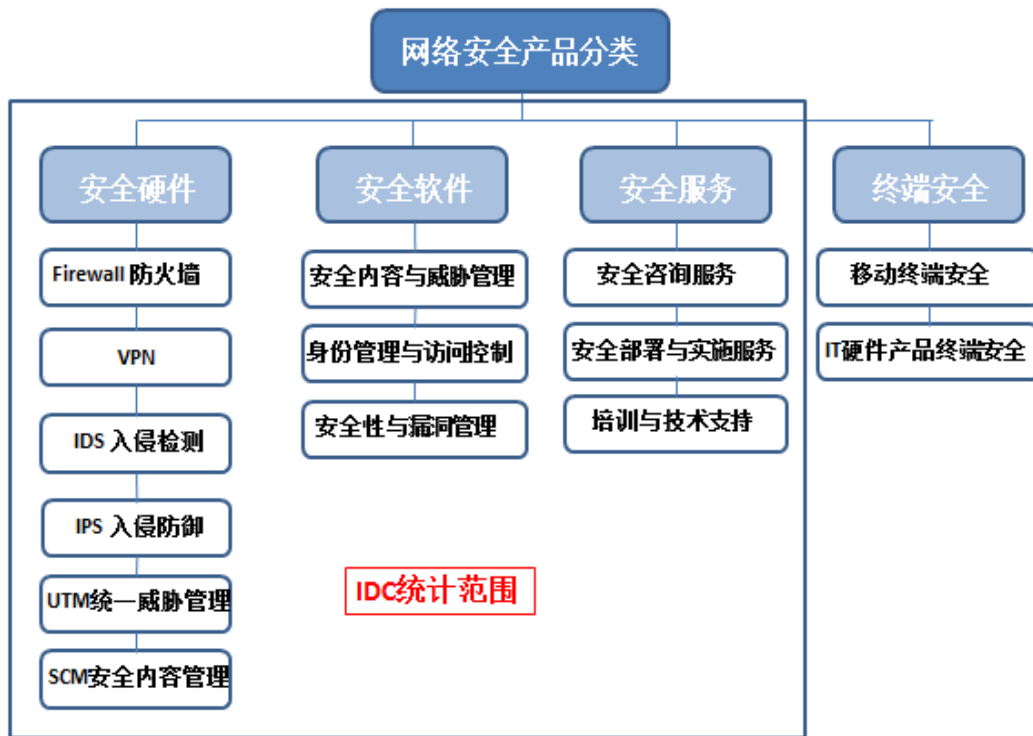 网络安全产品分类
安全硬件
安全软件
安全服务
终端安全
Firewall 防火墙
VPN
IDS 入侵检测
IPS 入侵防御
UTM统一威胁管理
SCM安全内容管理
安全内容与威胁管理
身份管理与访问控制
安全性与漏洞管理
安全咨询服务
安全部署与实施服务
培训与技术支持
移动终端安全
IT硬件产品终端安全
IDC统计范围